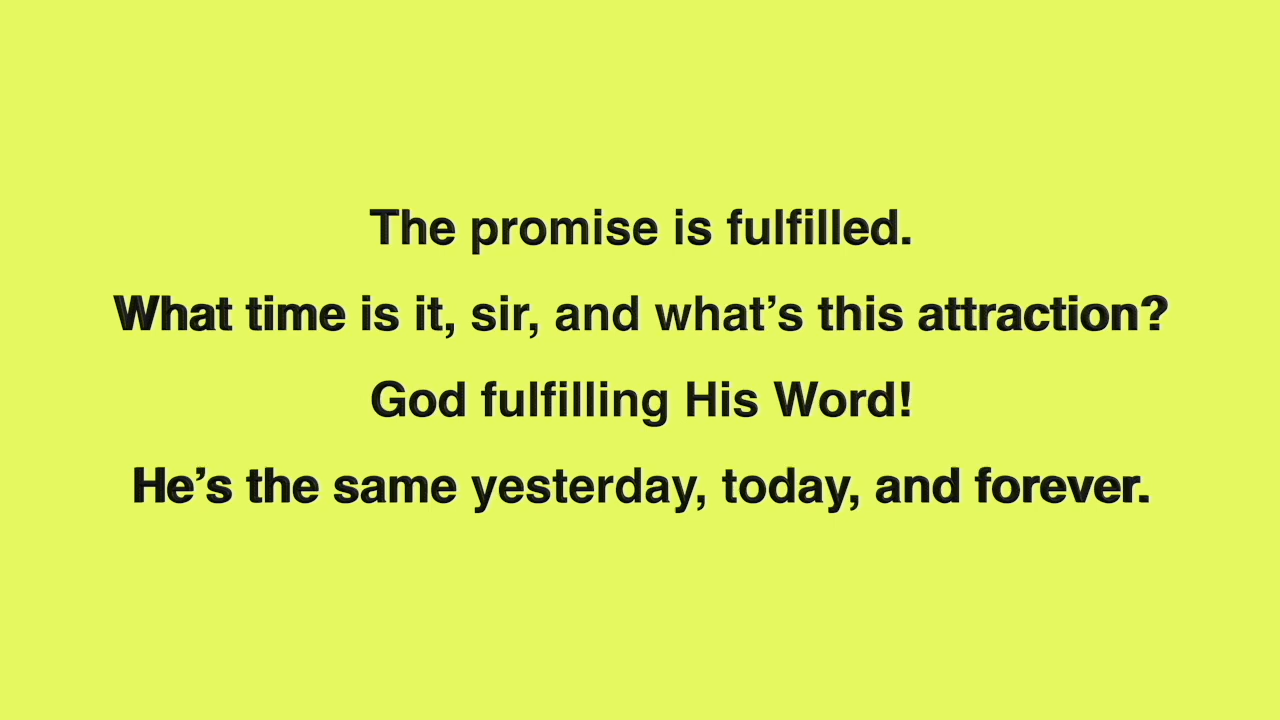 The promise is fulfilled.
What time is it, sir, and what’s this attraction?
God fulfilling His Word!
He’s the same yesterday, today, and forever.